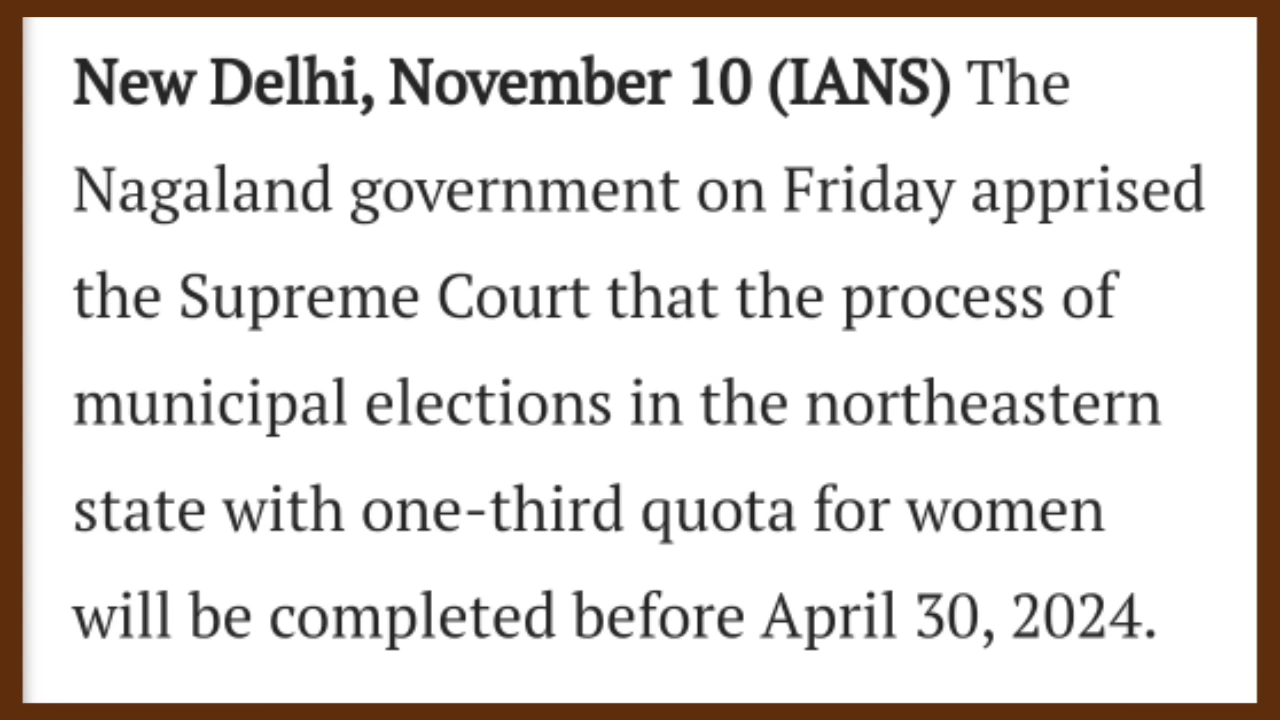 New Delhi, November 10 (IANS) The
Nagaland government on Friday apprised
the Supreme Court that the process of
municipal elections in the northeastern
state with one-third quota for women
will be completed before April 30, 2024.